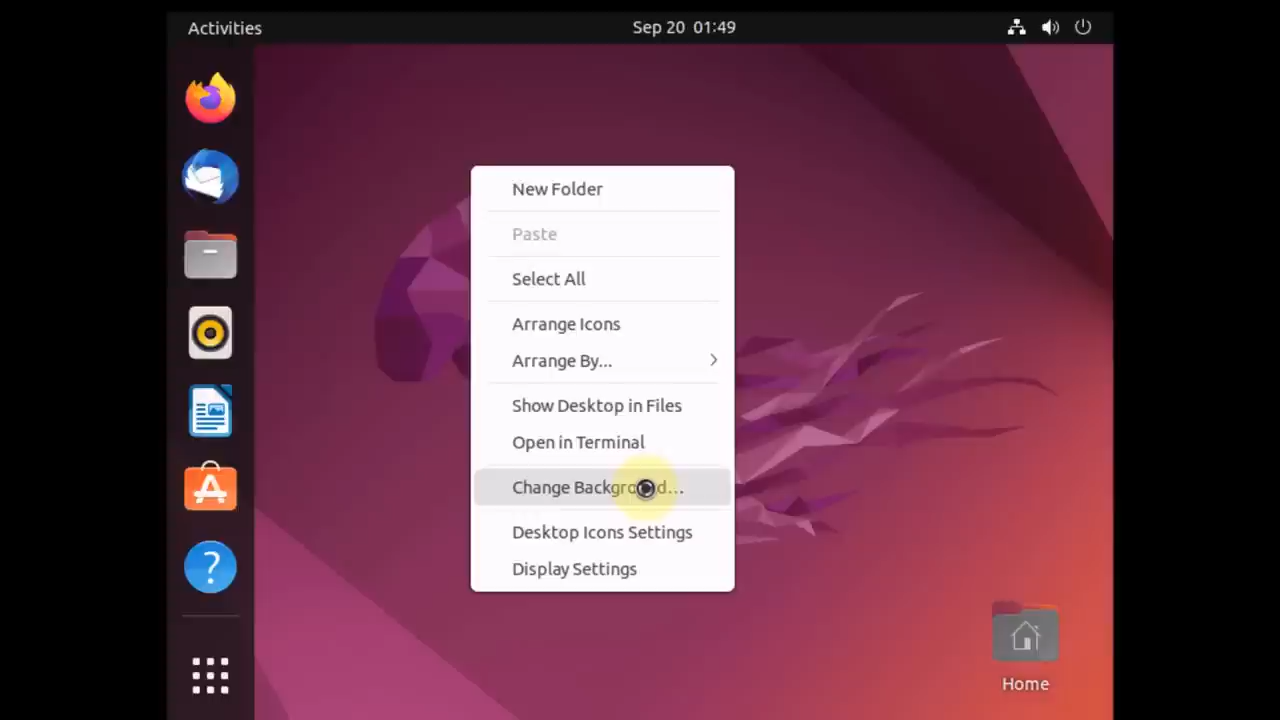 Activities
Sep 20 01:49
New Folder
Paste
Select All
Arrange Icons
Arrange By...
Show Desktop in Files
Open in Terminal
Change Background...
Desktop Icons Settings
Display Settings
Home